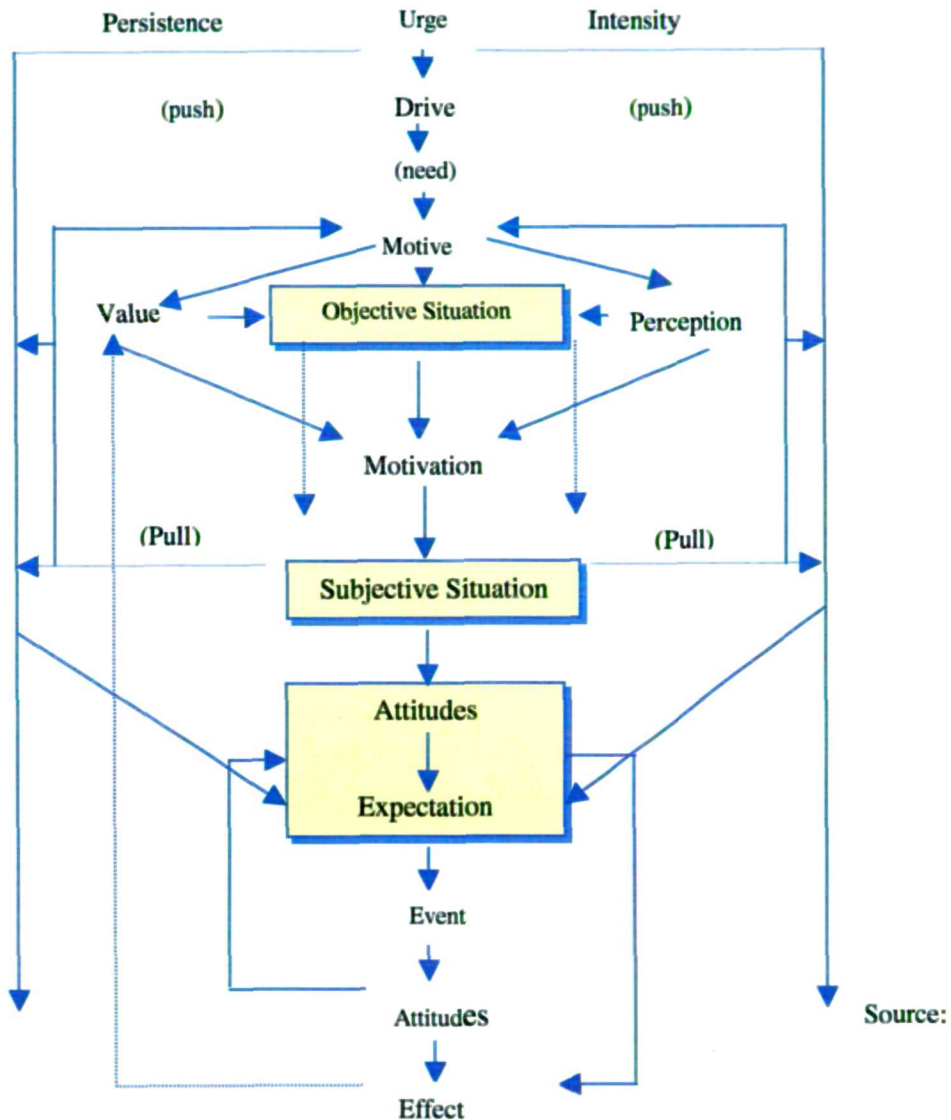 Persistence Urge Intensity
(push) Drive (push)
(need)
Motive
Value Objective Situation Perception
Motivation
(Pull) (Pull)
Subjective Situation
Attitudes
Expectation
Event
Attitudes Source:
Effect